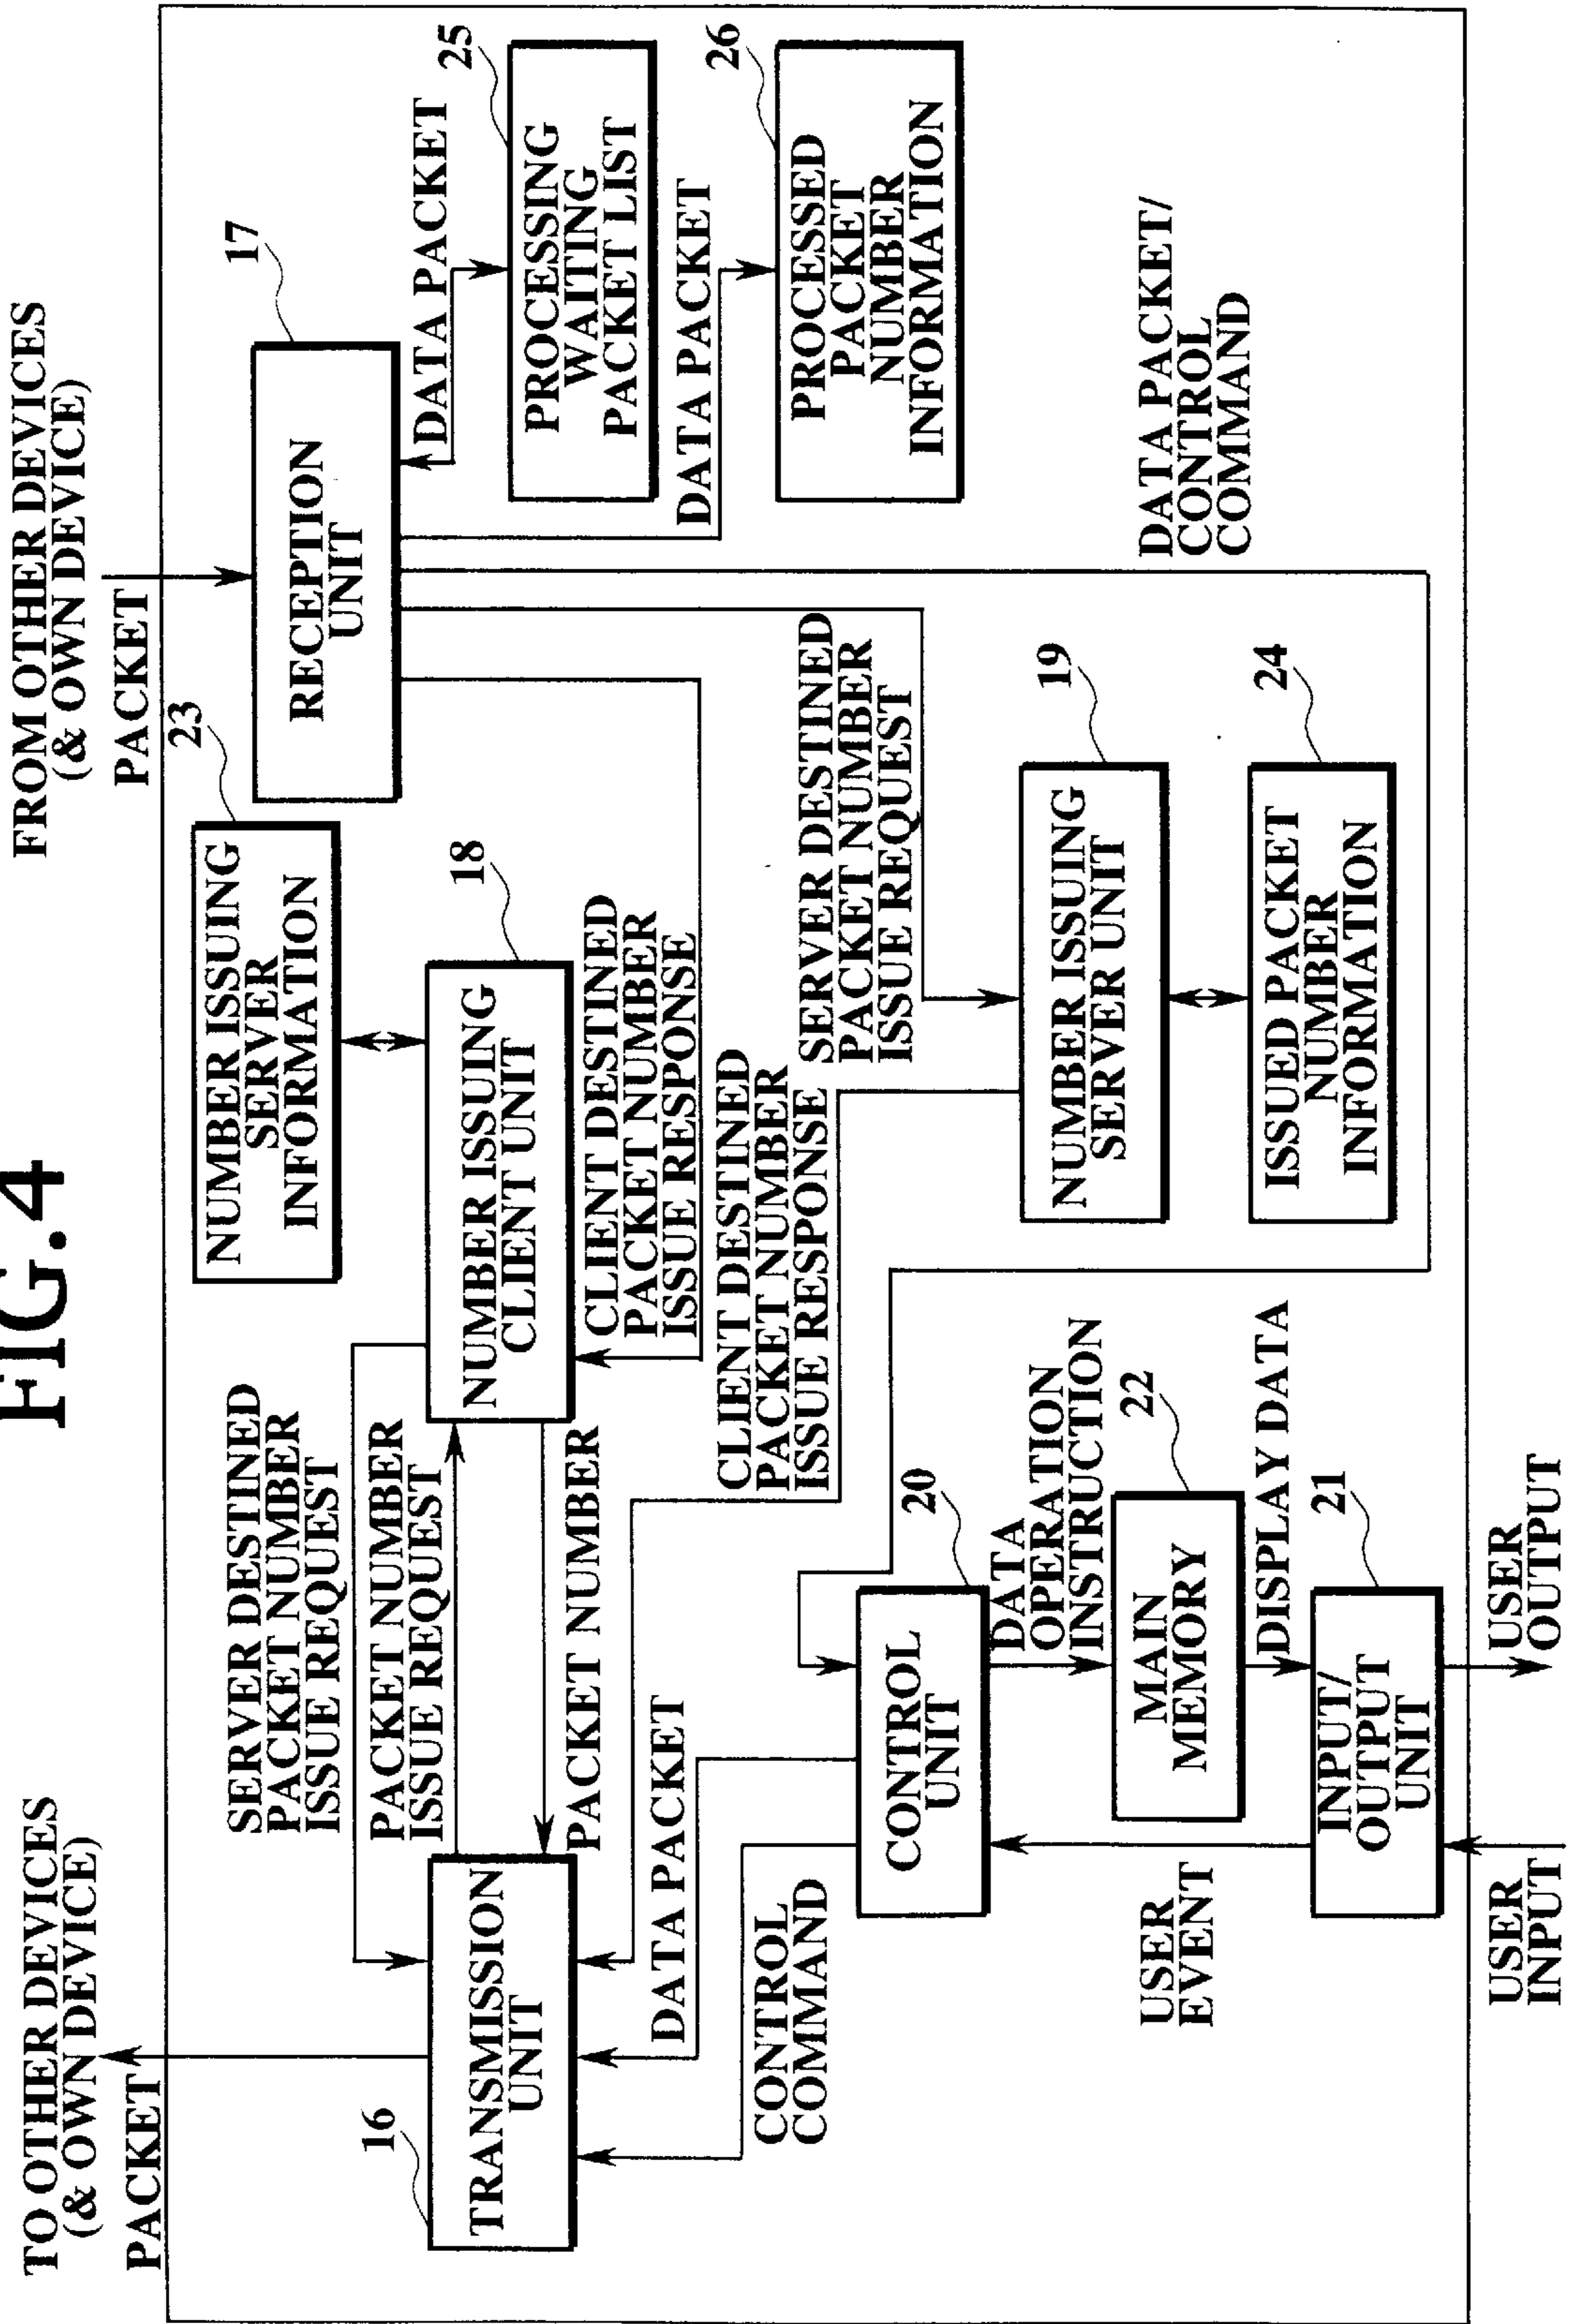 FIG.4
TO OTHER DEVICES
(& OWN DEVICE)
FROM OTHER DEVICES
(& OWN DEVICE)
PACKET
PACKET
23
NUMBER ISSUING
SERVER
INFORMATION
17
RECEPTION
UNIT
SERVER DESTINED
PACKET NUMBER
ISSUE REQUEST
PACKET NUMBER
ISSUE REQUEST
16
TRANSMISSION
UNIT
18
NUMBER ISSUING
CLIENT UNIT
DATA PACKET
25
PROCESSING
WAITING
PACKET LIST
PACKET NUMBER
CLIENT DESTINED
PACKET NUMBER
ISSUE RESPONSE
DATA PACKET
DATA PACKET
26
PROCESSED
PACKET
NUMBER
INFORMATION
CLIENT DESTINED
PACKET NUMBER
ISSUE RESPONSE
SERVER DESTINED
PACKET NUMBER
ISSUE REQUEST
CONTROL
COMMAND
20
CONTROL
UNIT
19
NUMBER ISSUING
SERVER UNIT
DATA
OPERATION
INSTRUCTION
22
MAIN
MEMORY
USER
EVENT
DATA PACKET/
CONTROL
COMMAND
24
ISSUED PACKET
NUMBER
INFORMATION
DISPLAY DATA
21
INPUT/
OUTPUT
UNIT
USER
INPUT
USER
OUTPUT